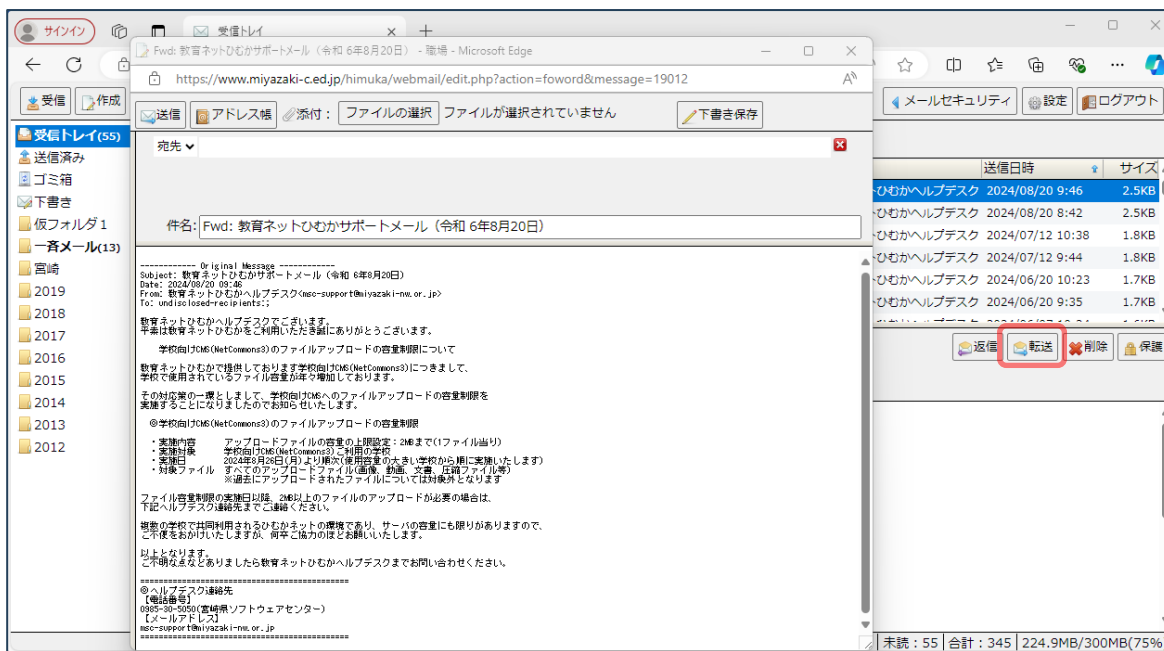 サインイン
受信トレイ
Fwd: 教育ネットひむかサポートメール（令和 6年8月20日） - 職場 - Microsoft Edge
https://www.miyazaki-c.ed.jp/himuka/webmail/edit.php?action=foword&message=19012
受信 作成
送信 アドレス帳 添付： ファイルの選択 ファイルが選択されていません 下書き保存
メールセキュリティ 設定 ログアウト
受信トレイ(55)
送信済み
ゴミ箱
下書き
仮フォルダ1
一斉メール(13)
宮崎
2019
2018
2017
2016
2015
2014
2013
2012
宛先
件名: Fwd: 教育ネットひむかサポートメール（令和 6年8月20日）
------------ Original Message ------------
Subject: 教育ネットひむかサポートメール（令和 6年8月20日）
Date: 2024/08/20 09:46
From: 教育ネットひむかヘルプデスク<msc-support@miyazaki-nw.or.jp>
To: undisclosed-recipients:;
教育ネットひむかヘルプデスクでございます。
平素は教育ネットひむかをご利用いただき誠にありがとうございます。
学校向けCMS(NetCommons3)のファイルアップロードの容量制限について
教育ネットひむかで提供しております学校向けCMS(NetCommons3)につきまして、
学校で使用されているファイル容量が年々増加しております。
その対応策の一環としまして、学校向けCMSへのファイルアップロードの容量制限を
実施することになりましたのでお知らせいたします。
◎学校向けCMS(NetCommons3)のファイルアップロードの容量制限
・実施内容 アップロードファイルの容量の上限設定：2MBまで(1ファイル当り)
・実施対象 学校向けCMS(NetCommons3)ご利用の学校
・実施日 2024年8月26日(月)より順次(使用容量の大きい学校から順に実施いたします)
・対象ファイル すべてのアップロードファイル(画像、動画、文書、圧縮ファイル等)
※過去にアップロードされたファイルについては対象外となります
ファイル容量制限の実施日以降、2MB以上のファイルのアップロードが必要の場合は、
下記ヘルプデスク連絡先までご連絡ください。
複数の学校で共同利用されるひむかネットの環境であり、サーバの容量にも限りがありますので、
ご不便をおかけいたしますが、何卒ご協力のほどお願いいたします。
以上となります。
ご不明な点などありましたら教育ネットひむかヘルプデスクまでお問い合わせください。
==========================================
◎ヘルプデスク連絡先
【電話番号】
0985-30-5050(宮崎県ソフトウェアセンター)
【メールアドレス】
msc-support@miyazaki-nw.or.jp
==========================================
送信日時 サイズ
ひむかヘルプデスク 2024/08/20 9:46 2.5KB
ひむかヘルプデスク 2024/08/20 8:42 2.5KB
ひむかヘルプデスク 2024/07/12 10:38 1.8KB
ひむかヘルプデスク 2024/07/12 9:44 1.8KB
ひむかヘルプデスク 2024/06/20 10:23 1.7KB
ひむかヘルプデスク 2024/06/20 9:35 1.7KB
返信 転送 削除 保護
未読：55 合計：345 224.9MB/300MB(75%